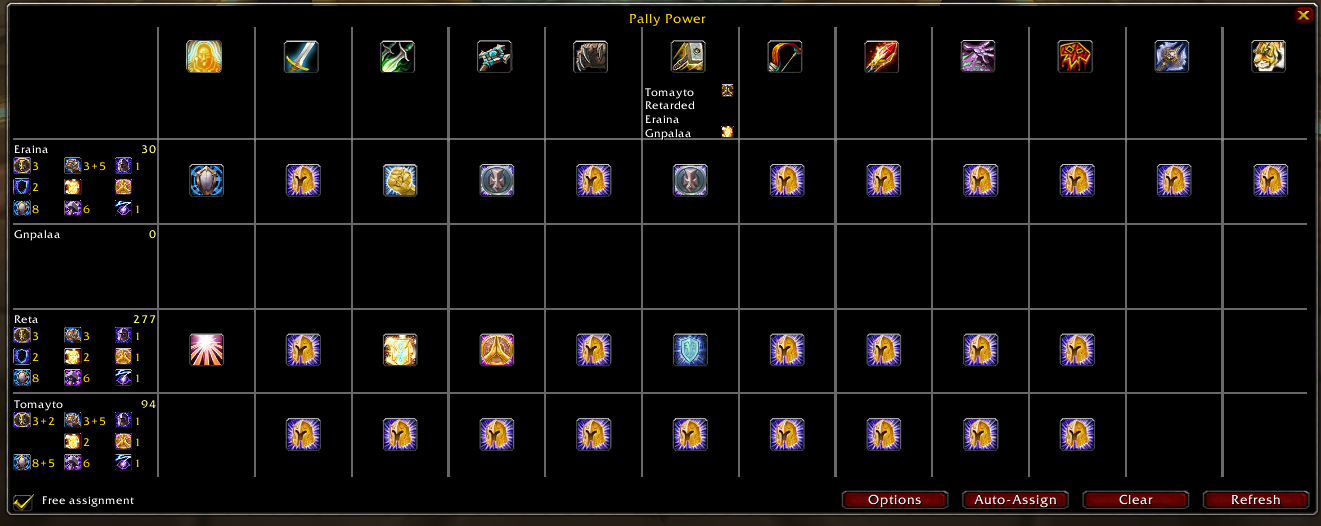 Pally Power
Tomayto
Retarded
Eraina
Gnpalaa
Eraina 30
3 3+5 1
2
8 6 1
Gnpalaa 0
Reta 277
3 3 1
2 2 1
8 6 1
Tomayto 94
3+2 3+5 1
2 1
8+5 6 1
Free assignment
Options
Auto-Assign
Clear
Refresh